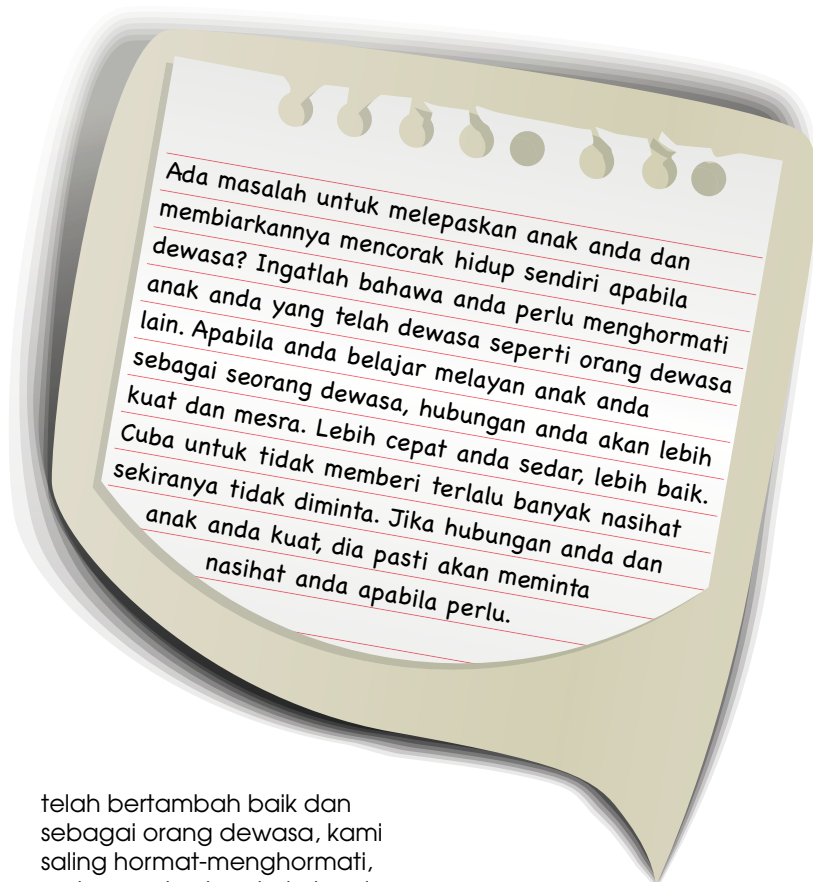 Ada masalah untuk melepaskan anak anda dan
membiarkannya mencorak hidup sendiri apabila
dewasa? Ingatlah bahawa anda perlu menghormati
anak anda yang telah dewasa seperti orang dewasa
lain. Apabila anda belajar melayan anak anda
sebagai seorang dewasa, hubungan anda akan lebih
kuat dan mesra. Lebih cepat anda sedar, lebih baik.
Cuba untuk tidak memberi terlalu banyak nasihat
sekiranya tidak diminta. Jika hubungan anda dan
anak anda kuat, dia pasti akan meminta
nasihat anda apabila perlu.
telah bertambah baik dan
sebagai orang dewasa, kami
saling hormat-menghormati,